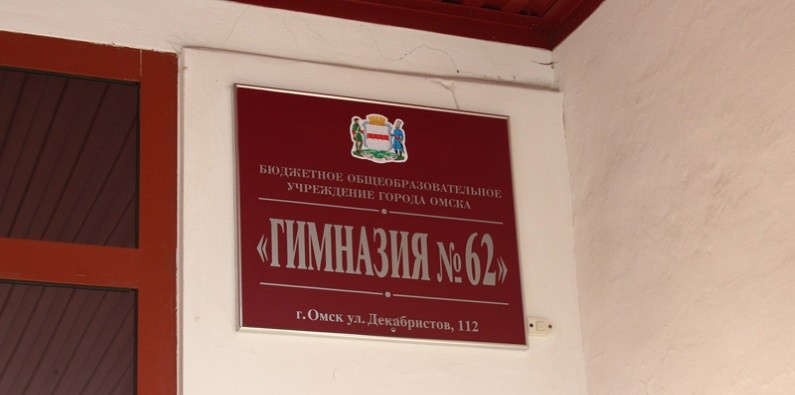 БЮДЖЕТНОЕ ОБЩЕОБРАЗОВАТЕЛЬНОЕ
УЧРЕЖДЕНИЕ ГОРОДА ОМСКА
«ГИМНАЗИЯ № 62»
г. Омск ул. Декабристов, 112